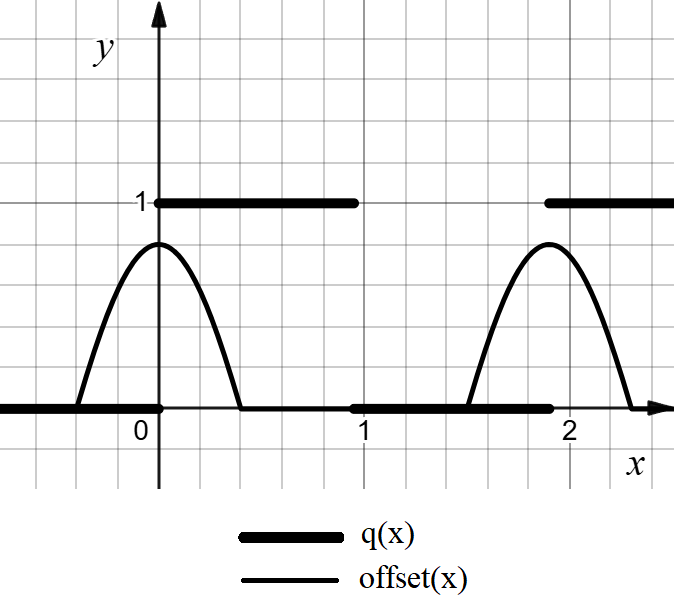 y
1
0 1 2
x
q(x)
offset(x)